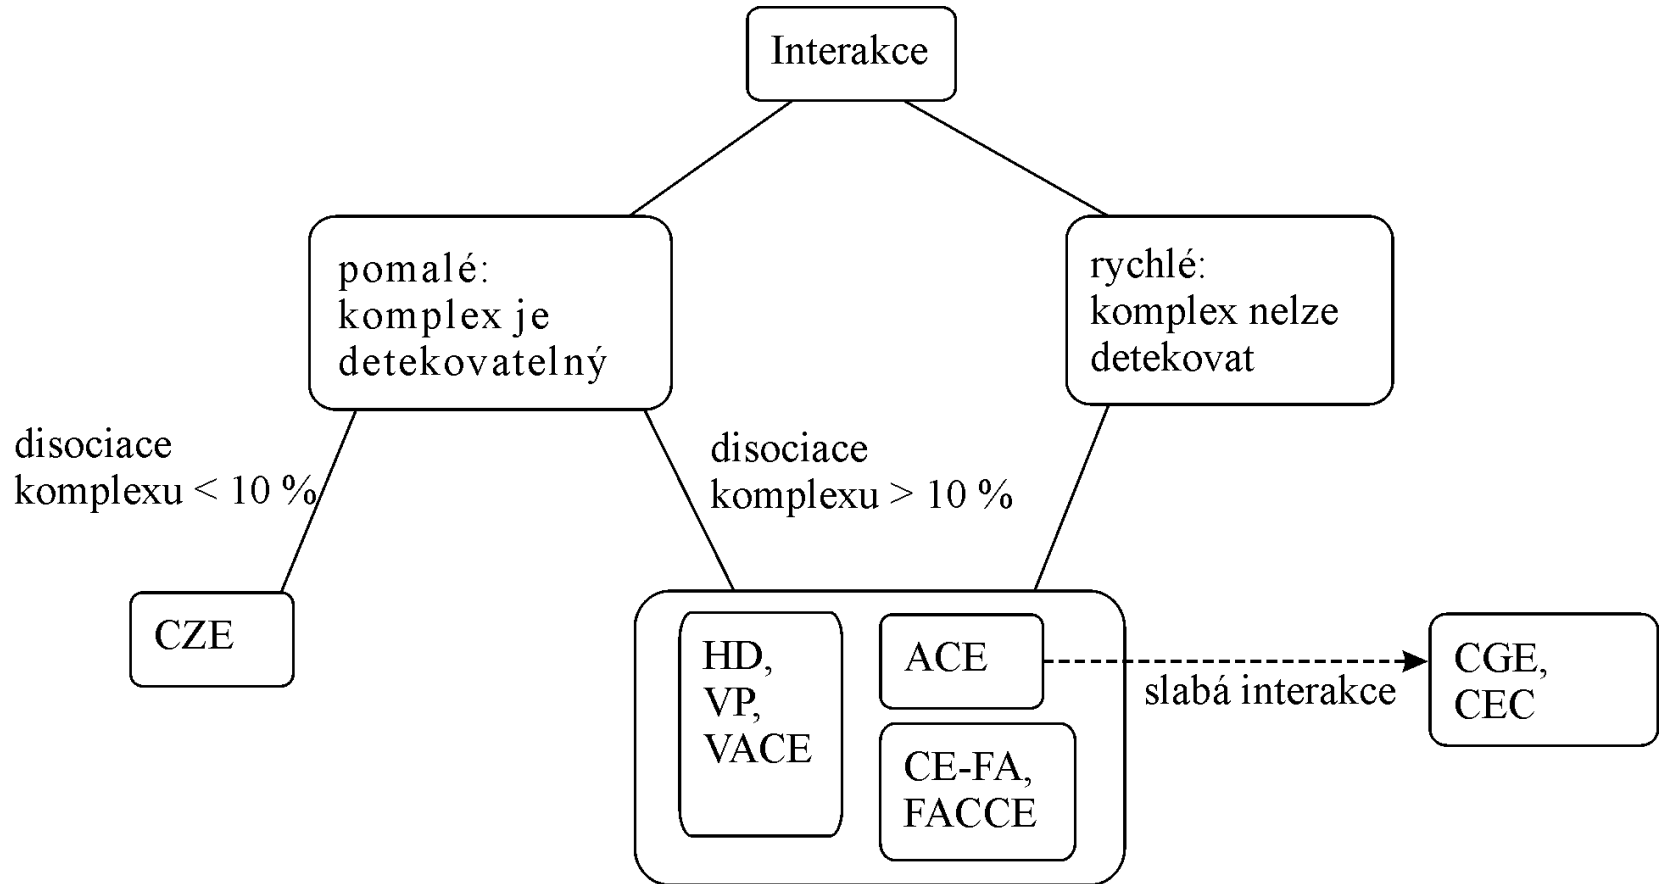 Interakce
pomalé:
komplex je
detekovatelný
rychlé:
komplex nelze
detekovat
disociace
komplexu < 10 %
disociace
komplexu > 10 %
CZE
HD,
VP,
VACE
ACE
CE-FA,
FACCE
slabá interakce
CGE,
CEC